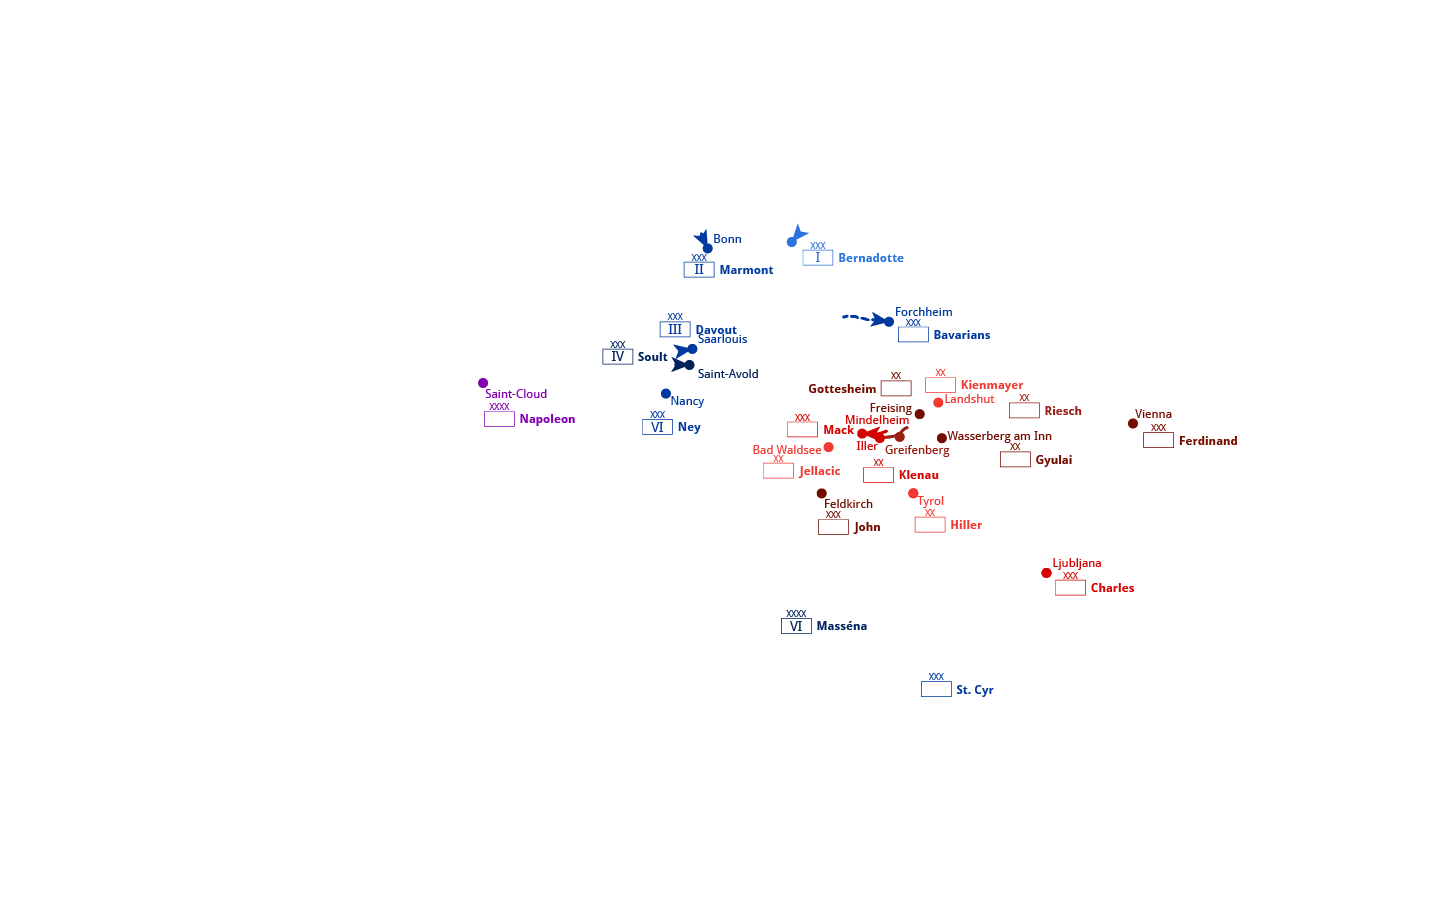 Bonn
XXX
II
Marmont
XXX
I
Bernadotte
XXX
III
Davout
Saarlouis
XXX
IV
Soult
Saint-Avold
Forchheim
XXX
Bavarians
Saint-Cloud
XXXX
Napoleon
Nancy
XXX
VI
Ney
XX
Gottesheim
XX
Kienmayer
Landshut
XX
Riesch
Freising
Mindelheim
XXX
Mack
Iller
Greifenberg
Wasserberg am Inn
XX
Gyulai
Vienna
XXX
Ferdinand
Bad Waldsee
XX
Jellacic
XX
Klenau
Feldkirch
XXX
John
Tyrol
XX
Hiller
Ljubljana
XXX
Charles
XXXX
VI
Masséna
XXX
St. Cyr